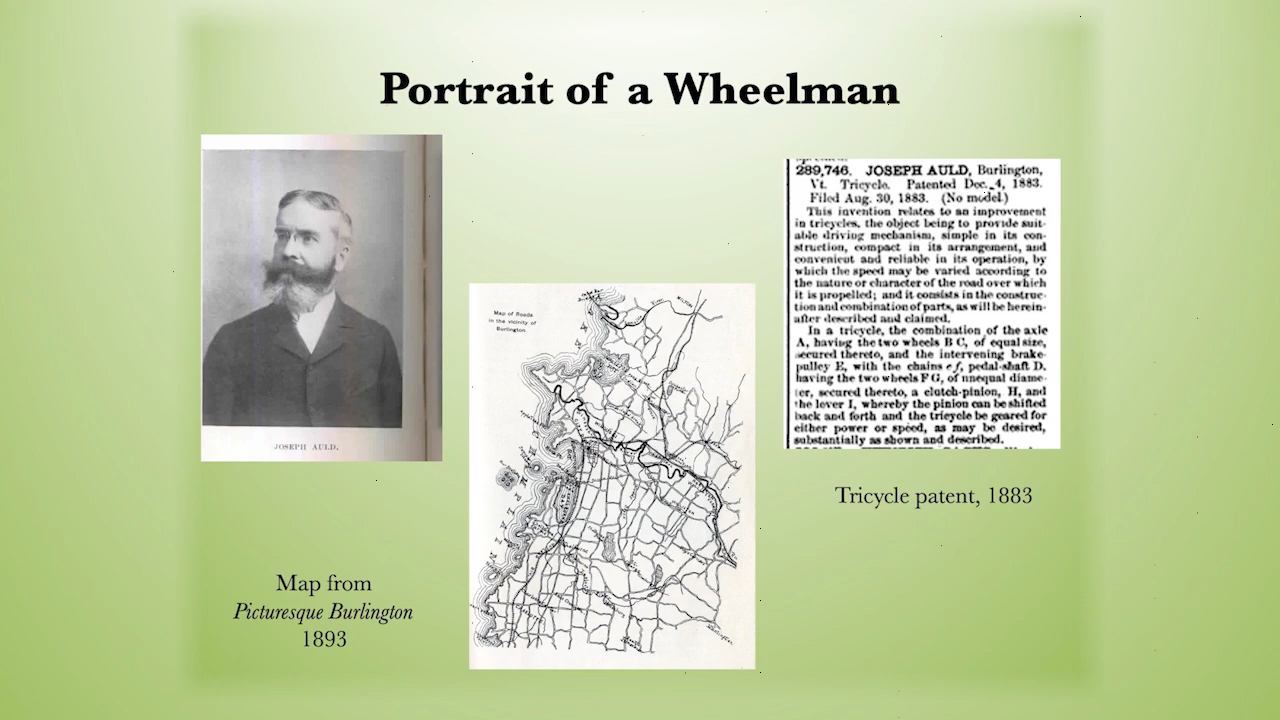 Portrait of a Wheelman
JOSEPH AULD.
Map from
Picturesque Burlington
1893
Map of Roads
in the vicinity of
Burlington.
289,746. JOSEPH AULD, Burlington,
Vt. Tricycle. Patented Dec. 4, 1883.
Filed Aug. 30, 1883. (No model.)
This invention relates to an improvement
in tricycles, the object being to provide suit-
able driving mechanism, simple in its con-
struction, compact in its arrangement, and
convenient and reliable in its operation, by
which the speed may be varied according to
the nature or character of the road over which
it is propelled; and it consists in the construc-
tion and combination of parts, as will be herein-
after described and claimed.
In a tricycle, the combination of the axle
A, having the two wheels B C, of equal size,
secured thereto, and the intervening brake-
pulley E, with the chains e f, pedal-shaft D,
having the two wheels F G, of unequal diame-
ter, secured thereto, a clutch-pinion, H, and
the lever I, whereby the pinion can be shifted
back and forth and the tricycle be geared for
either power or speed, as may be desired,
substantially as shown and described.
Tricycle patent, 1883